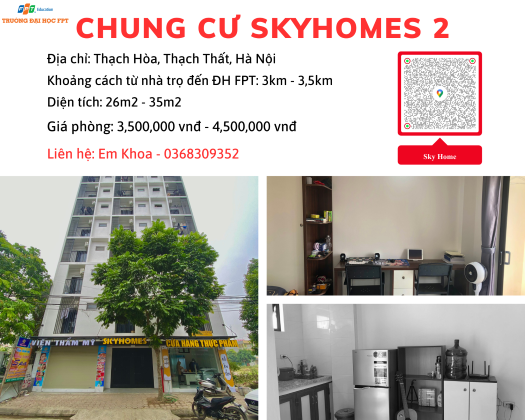 FPT Education
TRƯỜNG ĐẠI HỌC FPT
CHUNG CƯ SKYHOMES 2
Địa chỉ: Thạch Hòa, Thạch Thất, Hà Nội
Khoảng cách từ nhà trọ đến ĐH FPT: 3km - 3,5km
Diện tích: 26m2 - 35m2
Giá phòng: 3,500,000 vnđ - 4,500,000 vnđ
Liên hệ: Em Khoa - 0368309352
Sky Home
VIỆN THẨM MỸ
SKYHOMES
CỬA HÀNG THỰC PHẨM